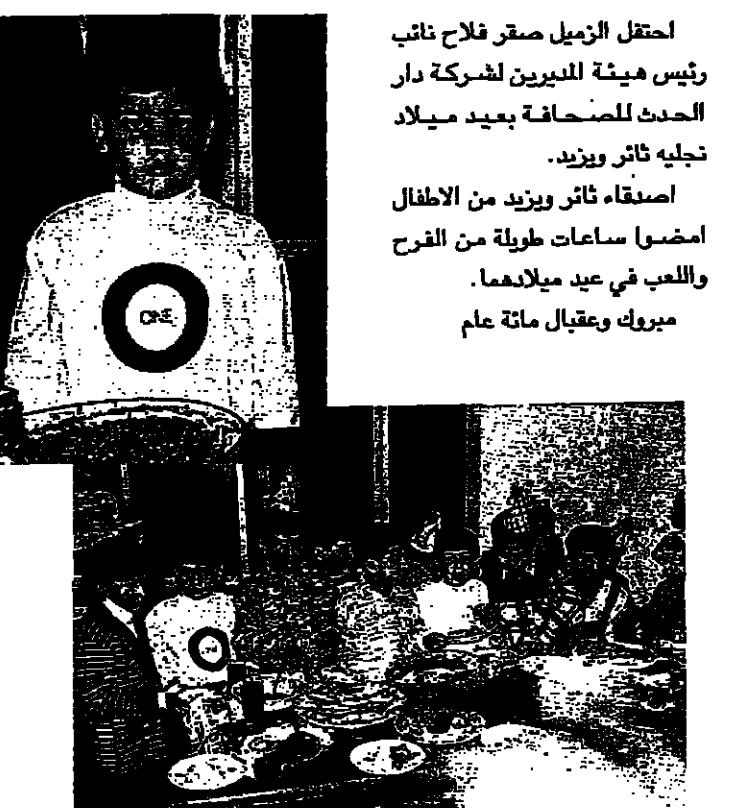 احتفل الزميل صقر فلاح نائب
رئيس هيئة المديرين لشركة دار
الحدث للصحافة بعيد ميلاد
نجليه ثائر ويزيد.
اصدقاء ثائر ويزيد من الاطفال
امضوا ساعات طويلة من الفرح
واللعب في عيد ميلادهما.
مبروك وعقبال مائة عام
ONE